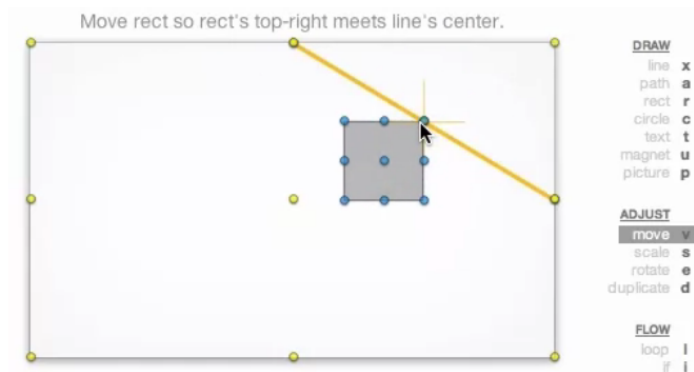 Move rect so rect's top-right meets line's center.
DRAW
line x
path a
rect r
circle c
text t
magnet u
picture p
ADJUST
move v
scale s
rotate e
duplicate d
FLOW
loop l
if i